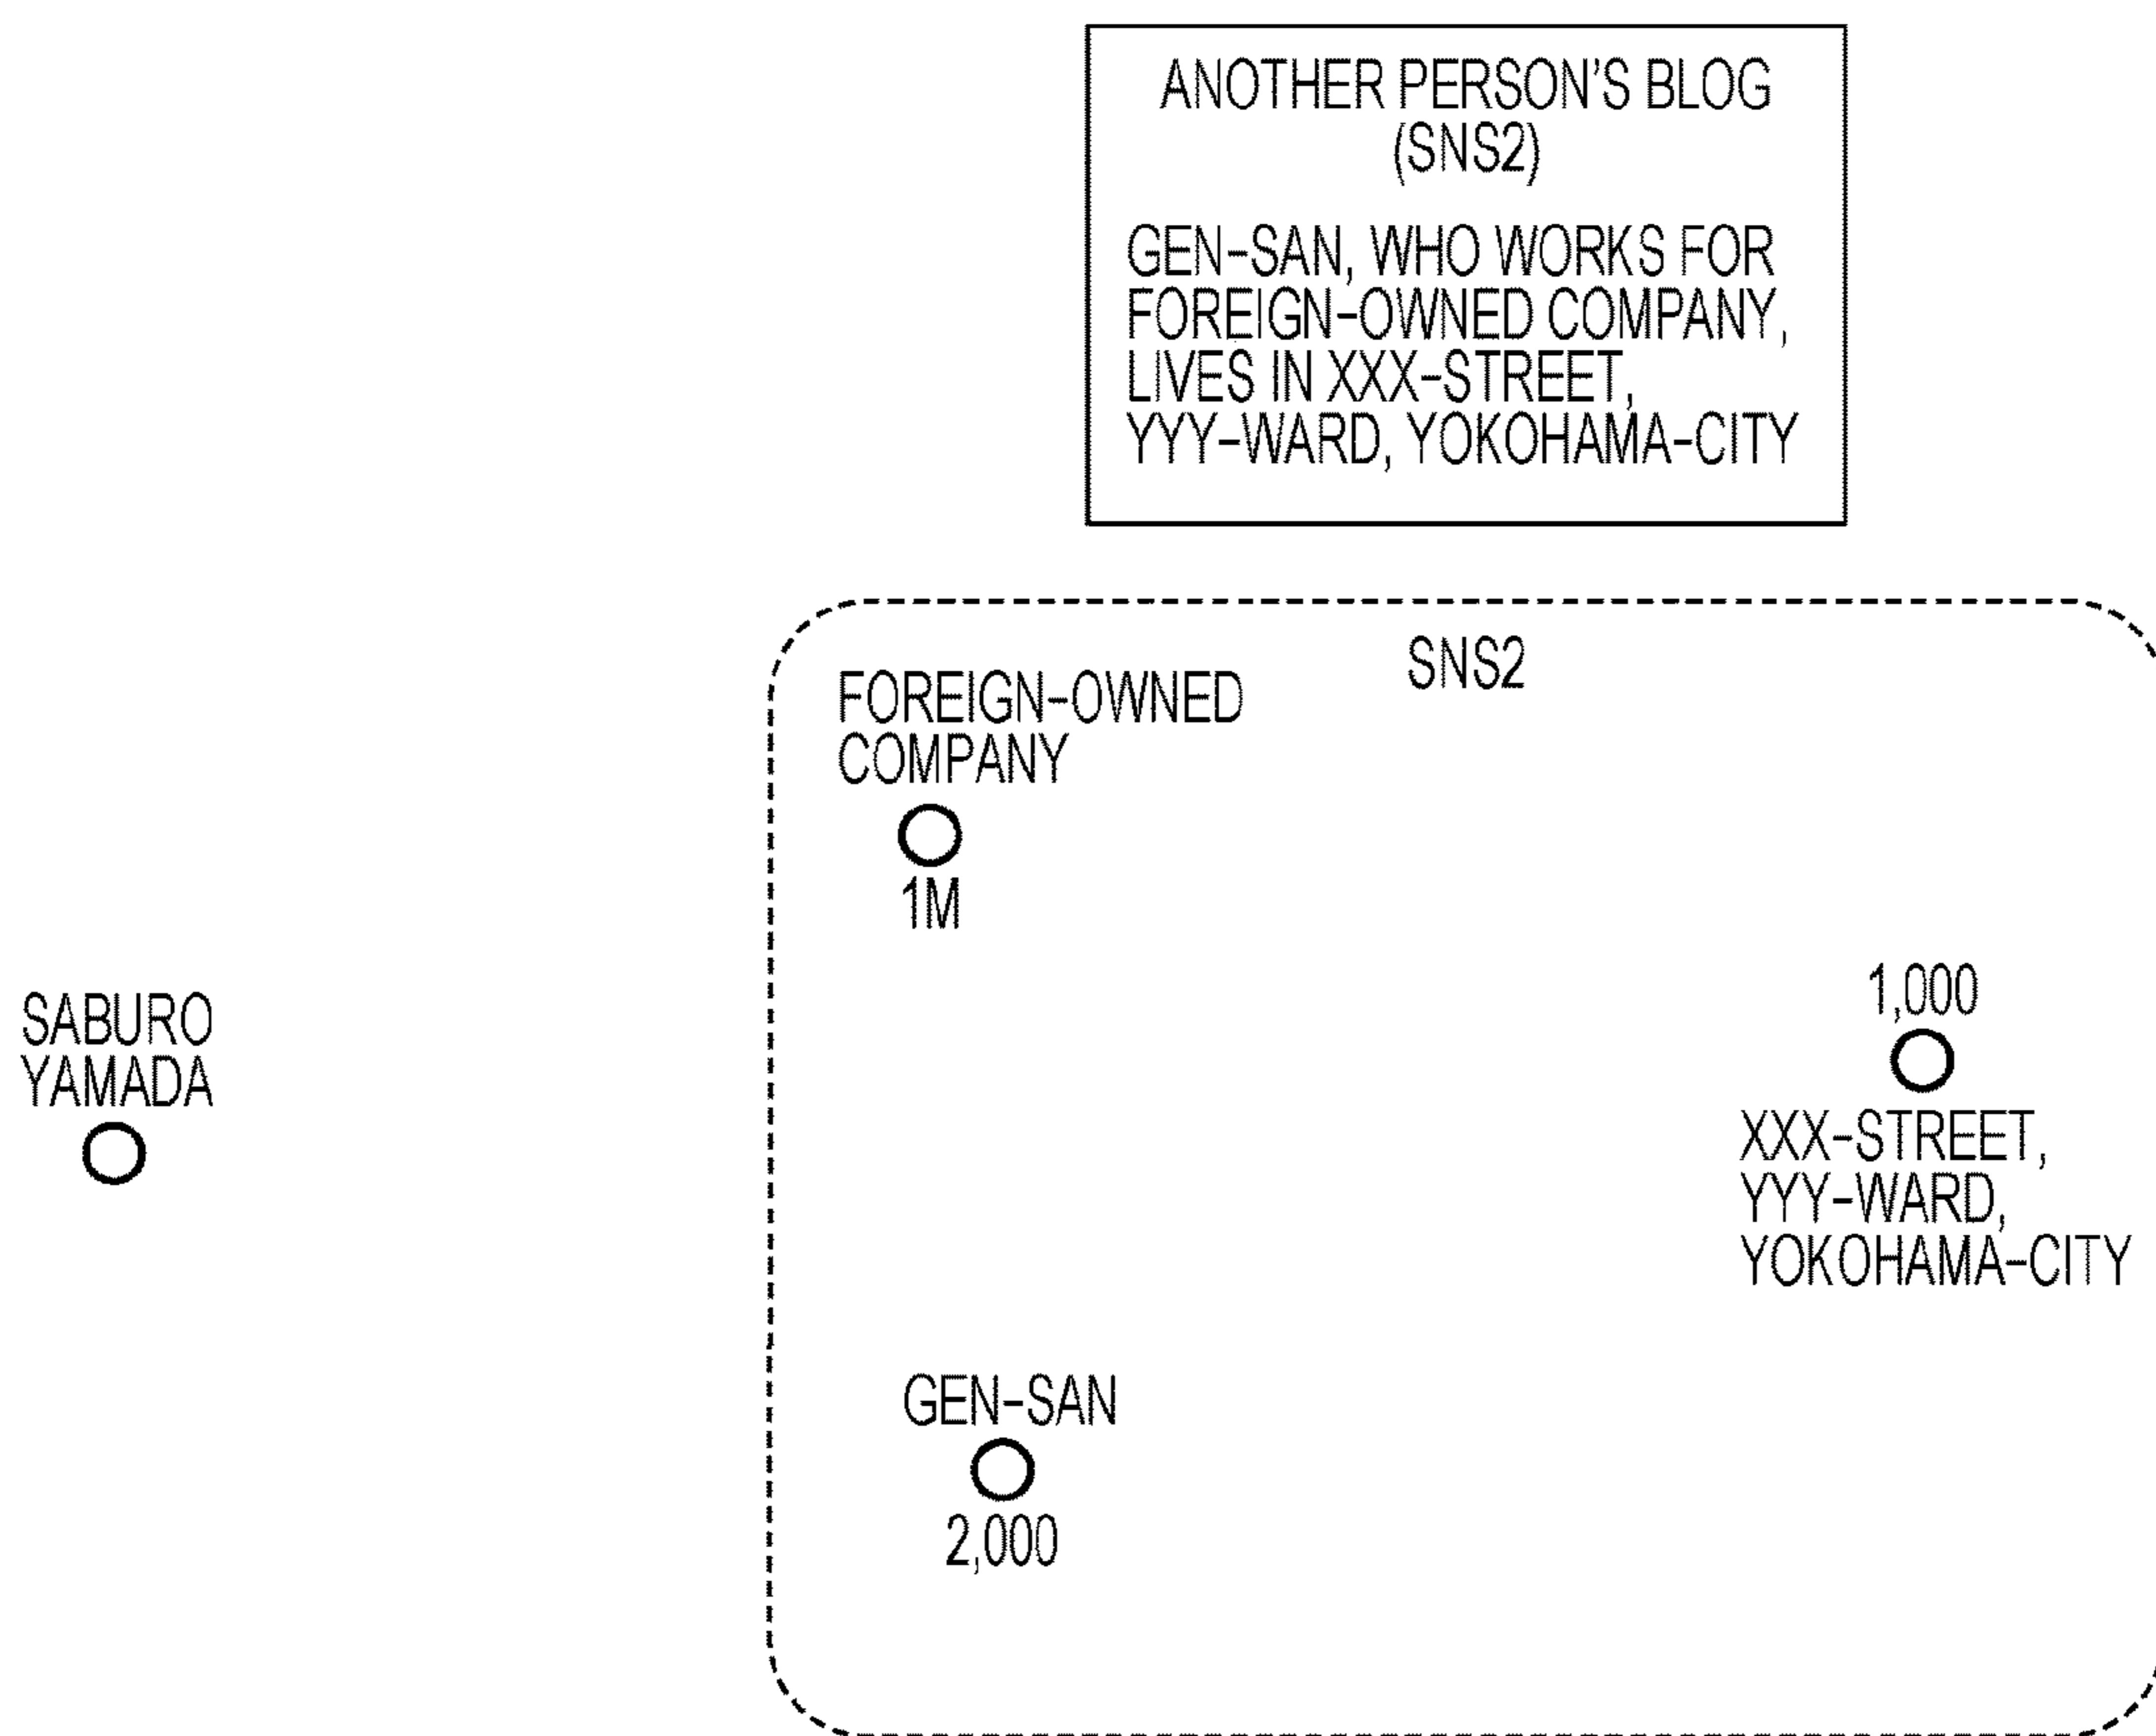 ANOTHER PERSON'S BLOG
(SNS2)
GEN-SAN, WHO WORKS FOR
FOREIGN-OWNED COMPANY,
LIVES IN XXX-STREET,
YYY-WARD, YOKOHAMA-CITY
SNS2
FOREIGN-OWNED
COMPANY
1M
SABURO
YAMADA
1,000
XXX-STREET,
YYY-WARD,
YOKOHAMA-CITY
GEN-SAN
2,000